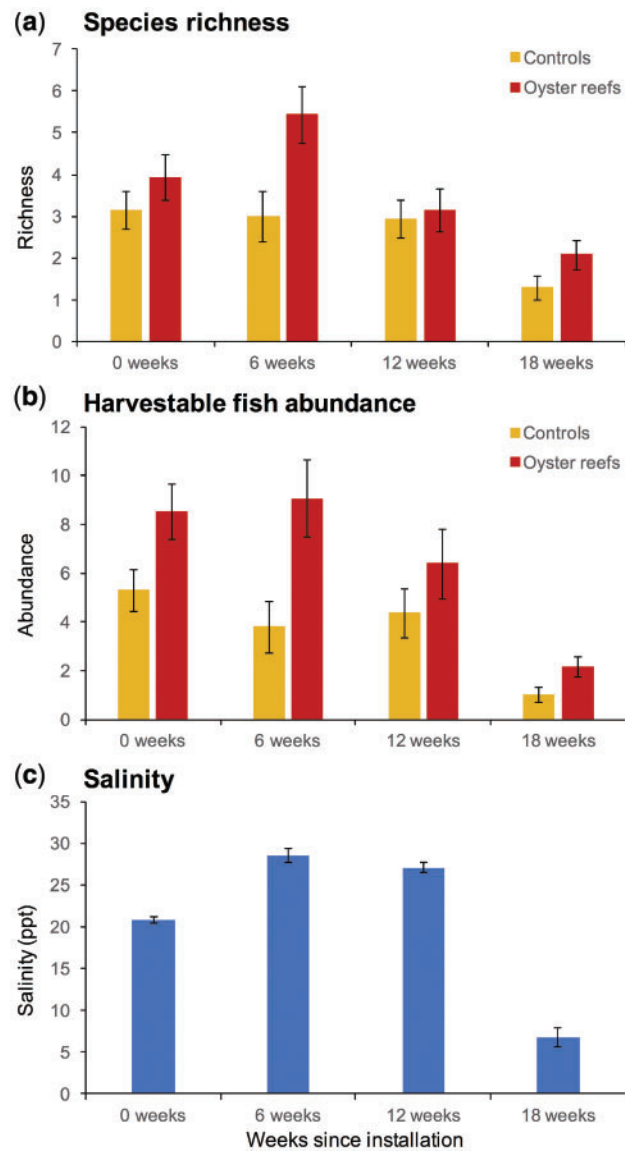 (a) Species richness
7
6
5
4
3
2
1
0
Richness
Controls
Oyster reefs
0 weeks 6 weeks 12 weeks 18 weeks
(b) Harvestable fish abundance
12
10
8
6
4
2
0
Abundance
Controls
Oyster reefs
0 weeks 6 weeks 12 weeks 18 weeks
(c) Salinity
35
30
25
20
15
10
5
0
Salinity (ppt)
0 weeks 6 weeks 12 weeks 18 weeks
Weeks since installation